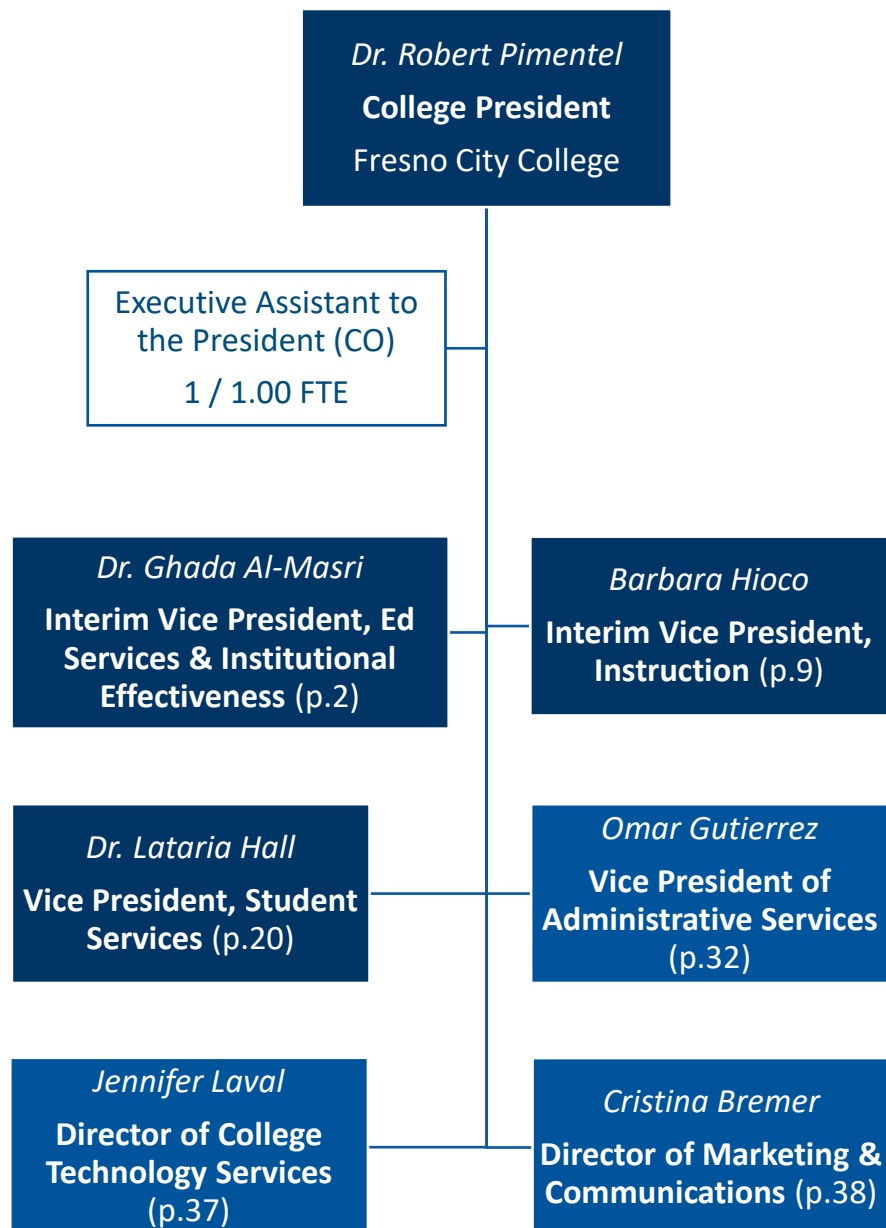 Dr. Robert Pimentel
College President
Fresno City College
Executive Assistant to
the President (CO)
1 / 1.00 FTE
Dr. Ghada Al-Masri
Interim Vice President, Ed
Services & Institutional
Effectiveness (p.2)
Barbara Hioco
Interim Vice President,
Instruction (p.9)
Dr. Lataria Hall
Vice President, Student
Services (p.20)
Omar Gutierrez
Vice President of
Administrative Services
(p.32)
Jennifer Laval
Director of College
Technology Services
(p.37)
Cristina Bremer
Director of Marketing &
Communications (p.38)